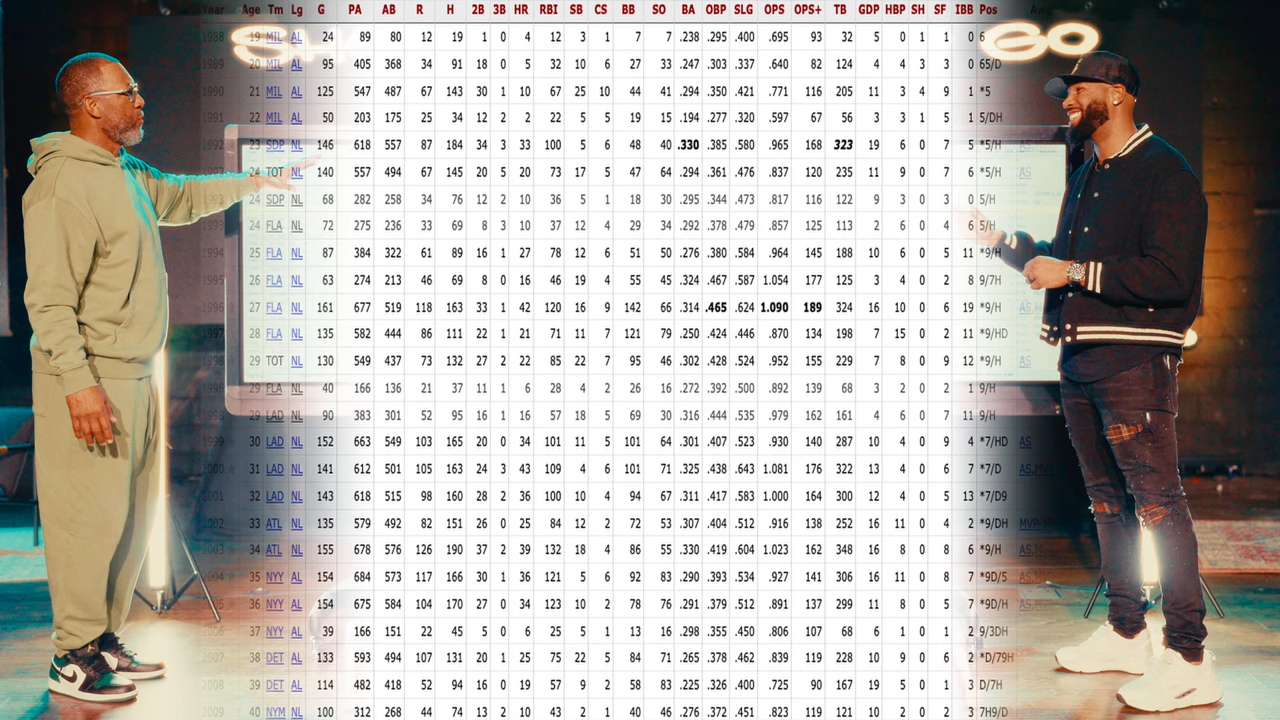 Year Age Tm Lg G PA AB R H 2B 3B HR RBI SB CS BB SO BA OBP SLG OPS OPS+ TB GDP HBP SH SF IBB Pos
GO
1988 19 MIL AL 24 89 80 12 19 1 0 4 12 3 1 7 7 .238 .295 .400 .695 93 32 5 0 1 1 0 6
1989 20 MIL AL 95 405 368 34 91 18 0 5 32 10 6 27 33 .247 .303 .337 .640 82 124 4 4 3 3 0 65/D
1990 21 MIL AL 125 547 487 67 143 30 1 10 67 25 10 44 41 .294 .350 .421 .771 116 205 11 3 4 9 1 *5
1991 22 MIL AL 50 203 175 25 34 12 2 2 22 5 5 19 15 .194 .277 .320 .597 67 56 3 3 1 5 1 5/DH
1992 23 SDP NL 146 618 557 87 184 34 3 33 100 5 6 48 40 .330 .385 .580 .965 168 323 19 6 0 7 5 *5/H
24 TOT NL 140 557 494 67 145 20 5 20 73 17 5 47 64 .294 .361 .476 .837 120 235 11 9 0 7 6 *5/H AS
24 SDP NL 68 282 258 34 76 12 2 10 36 5 1 18 30 .295 .344 .473 .817 116 122 9 3 0 3 0 5/H
1993 24 FLA NL 72 275 236 33 69 8 3 10 37 12 4 29 34 .292 .378 .479 .857 125 113 2 6 0 4 6 5/H
1994 25 FLA NL 87 384 322 61 89 16 1 27 78 12 6 51 50 .276 .380 .584 .964 145 188 10 6 0 5 11 *9/H
1995 26 FLA NL 63 272 213 46 69 8 0 16 46 19 4 55 45 .324 .467 .587 1.054 177 125 3 4 0 2 8 9/7H
1996 27 FLA NL 161 677 519 118 163 33 1 42 120 16 9 142 66 .314 .465 .624 1.090 189 324 16 10 0 6 19 *9/H
1997 28 FLA NL 135 582 444 86 111 22 1 21 71 11 7 121 79 .250 .424 .446 .870 134 198 7 15 0 2 11 *9/HD
1998 29 TOT NL 130 549 437 73 132 27 2 22 85 22 7 95 46 .302 .428 .524 .952 155 229 7 8 0 9 12 *9/H AS
1998 29 FLA NL 40 166 136 21 37 11 1 6 28 4 2 26 16 .272 .392 .500 .892 139 68 3 2 0 2 1 9/H
29 LAD NL 90 383 301 52 95 16 1 16 57 18 5 69 30 .316 .444 .535 .979 162 161 4 6 0 7 11 9/H
1999 30 LAD NL 152 663 549 103 165 20 0 34 101 11 5 101 64 .301 .407 .523 .930 140 287 10 4 0 9 4 *7/HD AS
2000 31 LAD NL 141 612 501 105 163 24 3 43 109 4 6 101 71 .325 .438 .643 1.081 176 322 13 4 0 6 7 *7/D
2001 32 LAD NL 143 618 515 98 160 28 2 36 100 10 4 94 67 .311 .417 .583 1.000 164 300 12 4 0 5 13 *7/D9
2002 33 ATL NL 135 579 492 82 151 26 0 25 84 12 2 72 53 .307 .404 .512 .916 138 252 16 11 0 4 2 *9/DH
2003 34 ATL NL 155 678 576 126 190 37 2 39 132 18 4 86 55 .330 .419 .604 1.023 162 348 16 8 0 8 6 *9/H
2004 35 NYY AL 154 684 573 117 166 30 1 36 121 5 6 92 83 .290 .393 .534 .927 141 306 16 11 0 8 7 *9D/5
36 NYY AL 154 675 584 104 170 27 0 34 123 10 2 78 76 .291 .379 .512 .891 137 299 11 8 0 5 7 *9D/H
2006 37 NYY AL 39 166 151 22 45 5 0 6 25 5 1 13 16 .298 .355 .450 .806 107 68 6 1 0 1 2 9/3DH
2007 38 DET AL 133 593 494 107 131 20 1 25 75 22 5 84 71 .265 .378 .462 .839 119 228 10 9 0 6 2 *D/79H
2008 39 DET AL 114 482 418 52 94 16 0 19 57 9 2 58 83 .225 .326 .400 .725 90 167 19 5 0 1 3 D/7H
2009 40 NYM NL 100 312 268 44 74 13 2 10 43 2 1 40 46 .276 .372 .451 .823 115 121 8 2 0 2 3 7H9/D